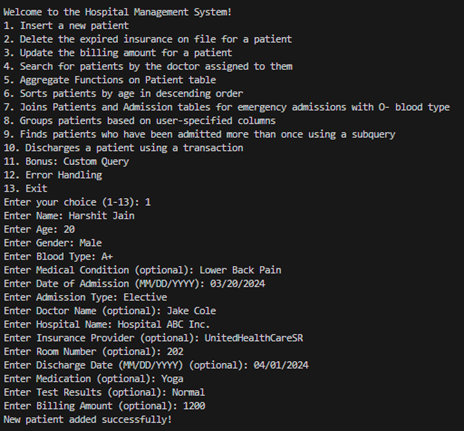 Welcome to the Hospital Management System!
1. Insert a new patient
2. Delete the expired insurance on file for a patient
3. Update the billing amount for a patient
4. Search for patients by the doctor assigned to them
5. Aggregate Functions on Patient table
6. Sorts patients by age in descending order
7. Joins Patients and Admission tables for emergency admissions with O- blood type
8. Groups patients based on user-specified columns
9. Finds patients who have been admitted more than once using a subquery
10. Discharges a patient using a transaction
11. Bonus: Custom Query
12. Error Handling
13. Exit
Enter your choice (1-13): 1
Enter Name: Harshit Jain
Enter Age: 20
Enter Gender: Male
Enter Blood Type: A+
Enter Medical Condition (optional): Lower Back Pain
Enter Date of Admission (MM/DD/YYYY): 03/20/2024
Enter Admission Type: Elective
Enter Doctor Name (optional): Jake Cole
Enter Hospital Name: Hospital ABC Inc.
Enter Insurance Provider (optional): UnitedHealthCareSR
Enter Room Number (optional): 202
Enter Discharge Date (MM/DD/YYYY) (optional): 04/01/2024
Enter Medication (optional): Yoga
Enter Test Results (optional): Normal
Enter Billing Amount (optional): 1200
New patient added successfully!